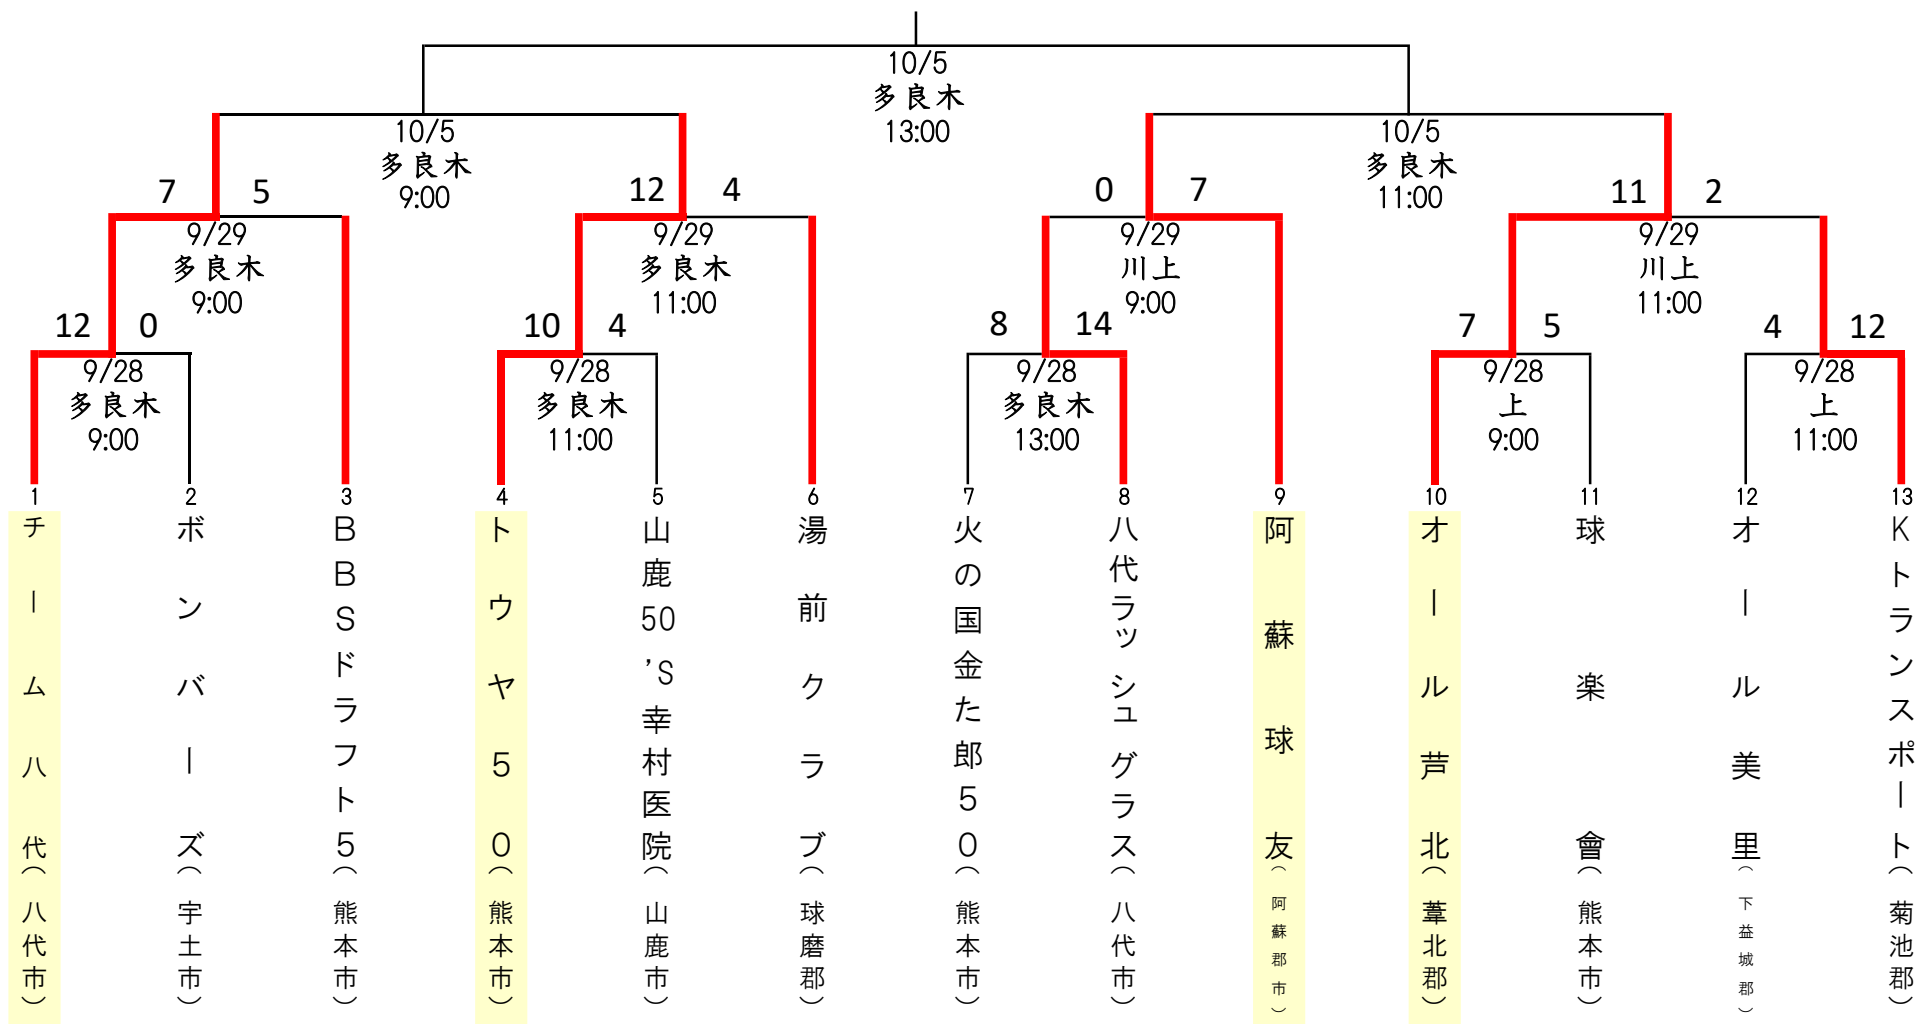 10/5
多良木
13:00
10/5
多良木
9:00
10/5
多良木
11:00
7 5
9/29
多良木
9:00
12 4
9/29
多良木
11:00
0 7
9/29
川上
9:00
11 2
9/29
川上
11:00
12 0
9/28
多良木
9:00
10 4
9/28
多良木
11:00
8 14
9/28
多良木
13:00
7 5
9/28
上
9:00
4 12
9/28
上
11:00
1
チーム八代(八代市)
2
ボンバーズ(宇土市)
3
BBSドラフト5(熊本市)
4
トウヤ50(熊本市)
5
山鹿50'S幸村医院(山鹿市)
6
湯前クラブ(球磨郡)
7
火の国金た郎50(熊本市)
8
八代ラッシュグラス(八代市)
9
阿蘇球友(阿蘇郡市)
10
オール芦北(葦北郡)
11
球楽會(熊本市)
12
オール美里(下益城郡)
13
Kトランスポート(菊池郡)